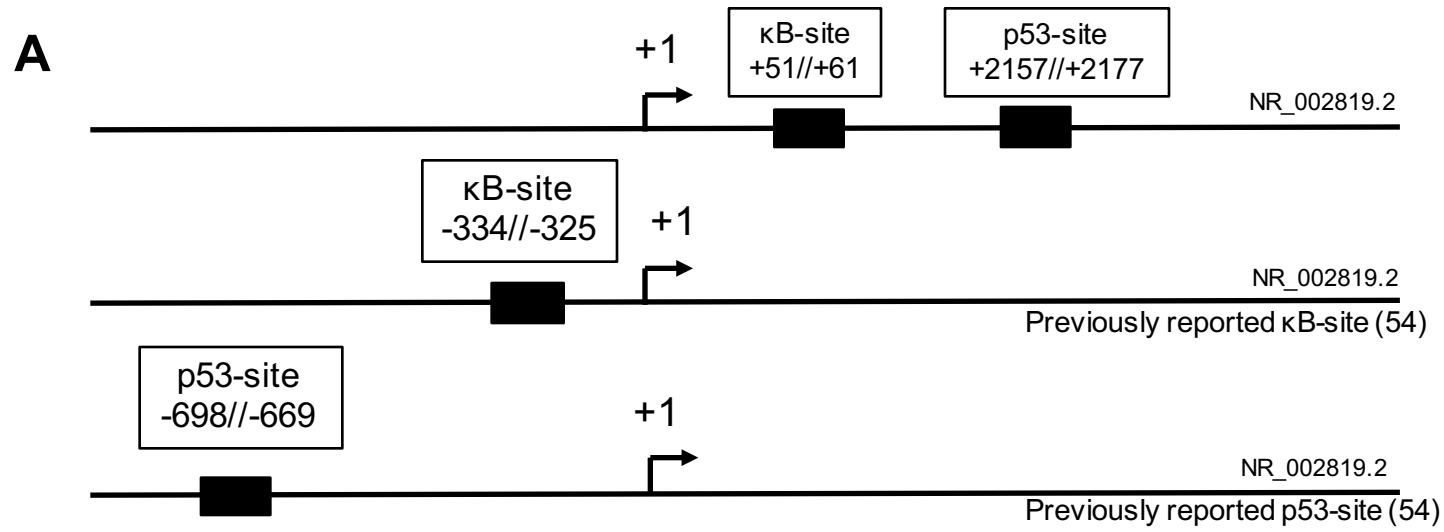 A
+1
κB-site
+51//+61
p53-site
+2157//+2177
NR_002819.2
κB-site
-334//-325
+1
NR_002819.2
Previously reported κB-site (54)
p53-site
-698//-669
+1
NR_002819.2
Previously reported p53-site (54)